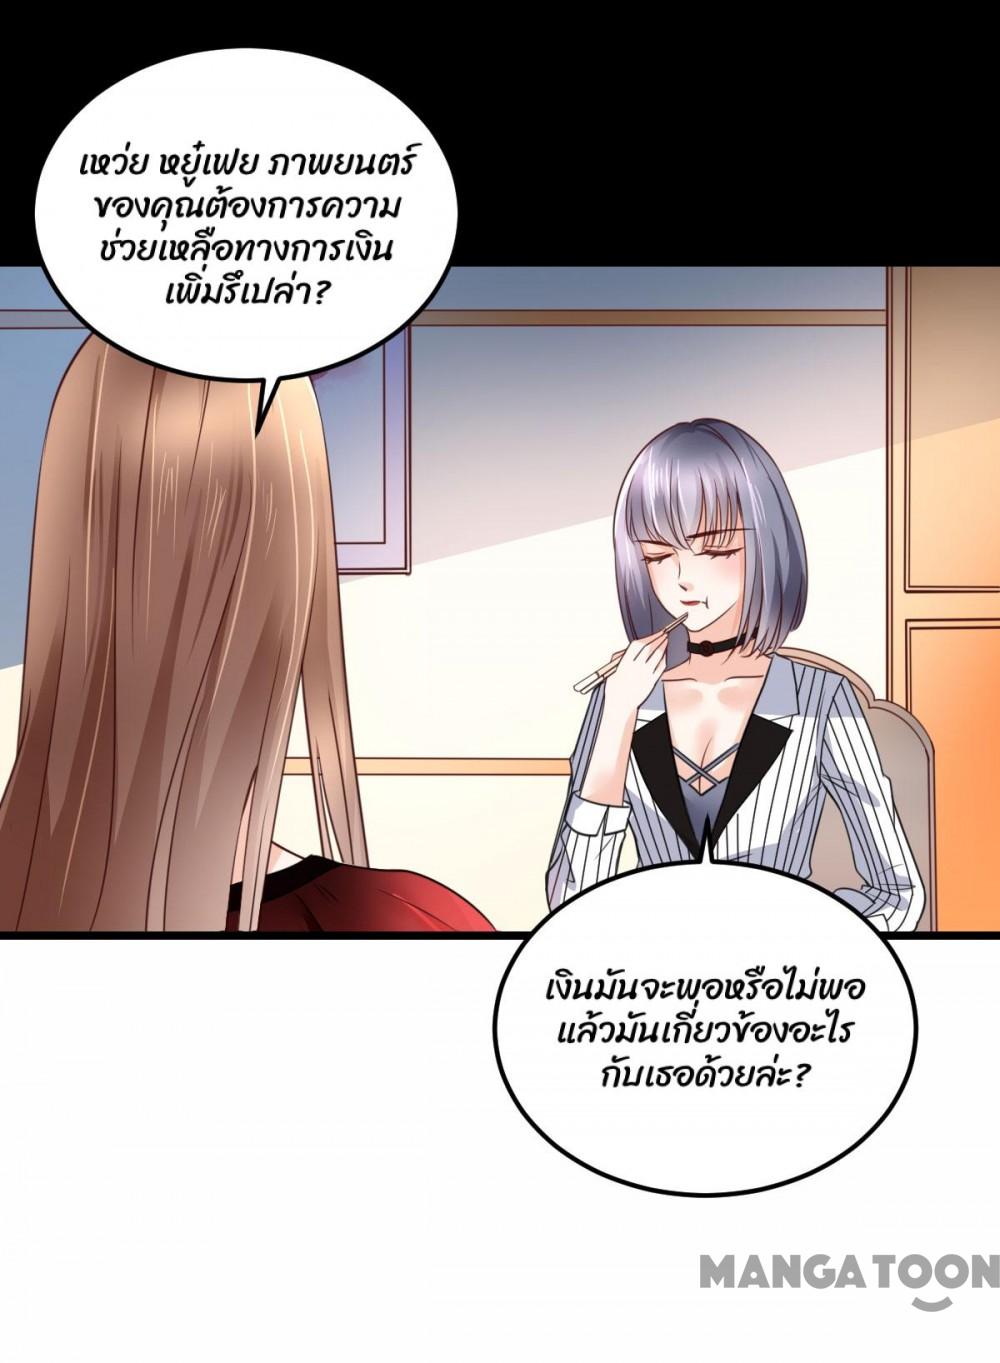 เหว่ย หยู๋เฟย ภาพยนตร์
ของคุณต้องการความ
ช่วยเหลือทางการเงิน
เพิ่มรึเปล่า?
เงินมันจะพอหรือไม่พอ
แล้วมันเกี่ยวข้องอะไร
กับเธอด้วยล่ะ?
MANGATOON